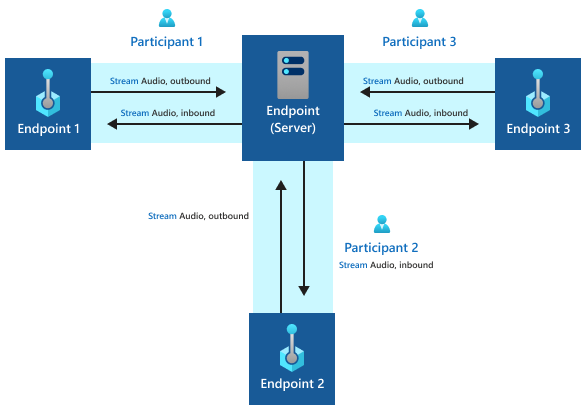 Participant 1
Participant 3
Stream Audio, outbound
Stream Audio, inbound
Endpoint 1
Endpoint
(Server)
Stream Audio, outbound
Stream Audio, inbound
Endpoint 3
Stream Audio, outbound
Participant 2
Stream Audio, inbound
Endpoint 2